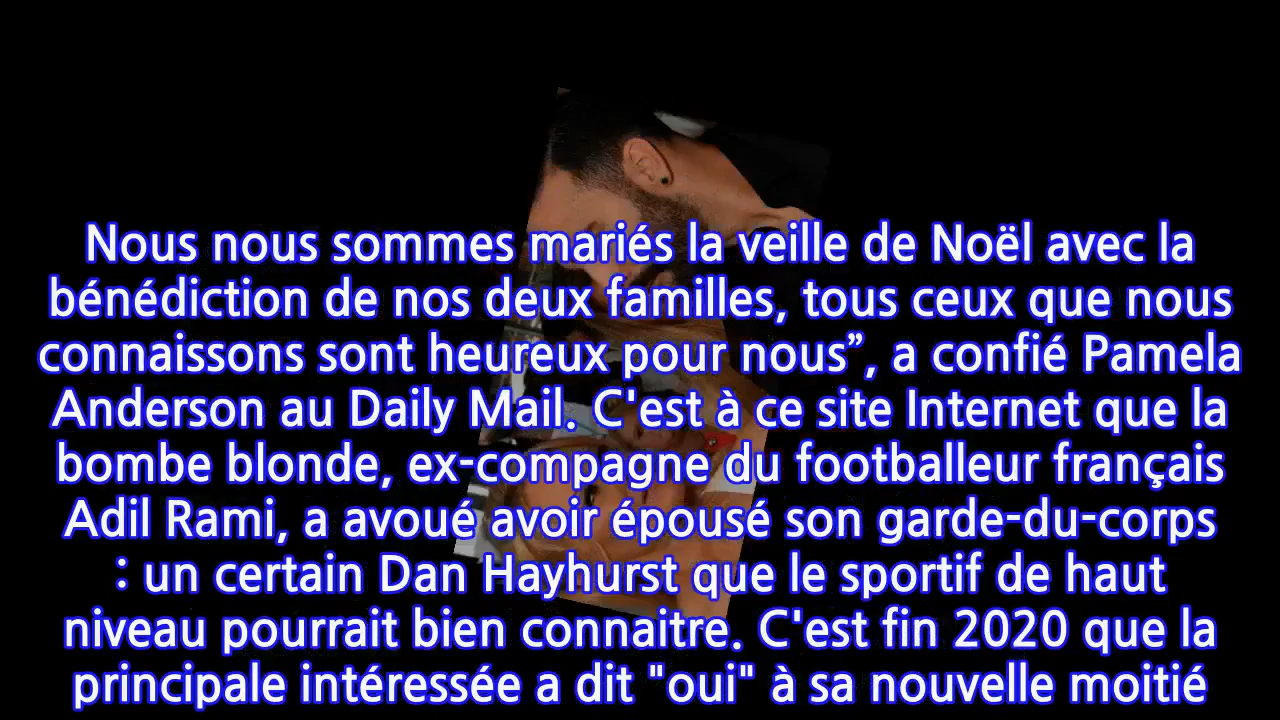 Nous nous sommes mariés la veille de Noël avec la
bénédiction de nos deux familles, tous ceux que nous
connaissons sont heureux pour nous”, a confié Pamela
Anderson au Daily Mail. C'est à ce site Internet que la
bombe blonde, ex-compagne du footballeur français
Adil Rami, a avoué avoir épousé son garde-du-corps
: un certain Dan Hayhurst que le sportif de haut
niveau pourrait bien connaitre. C'est fin 2020 que la
principale intéressée a dit "oui" à sa nouvelle moitié